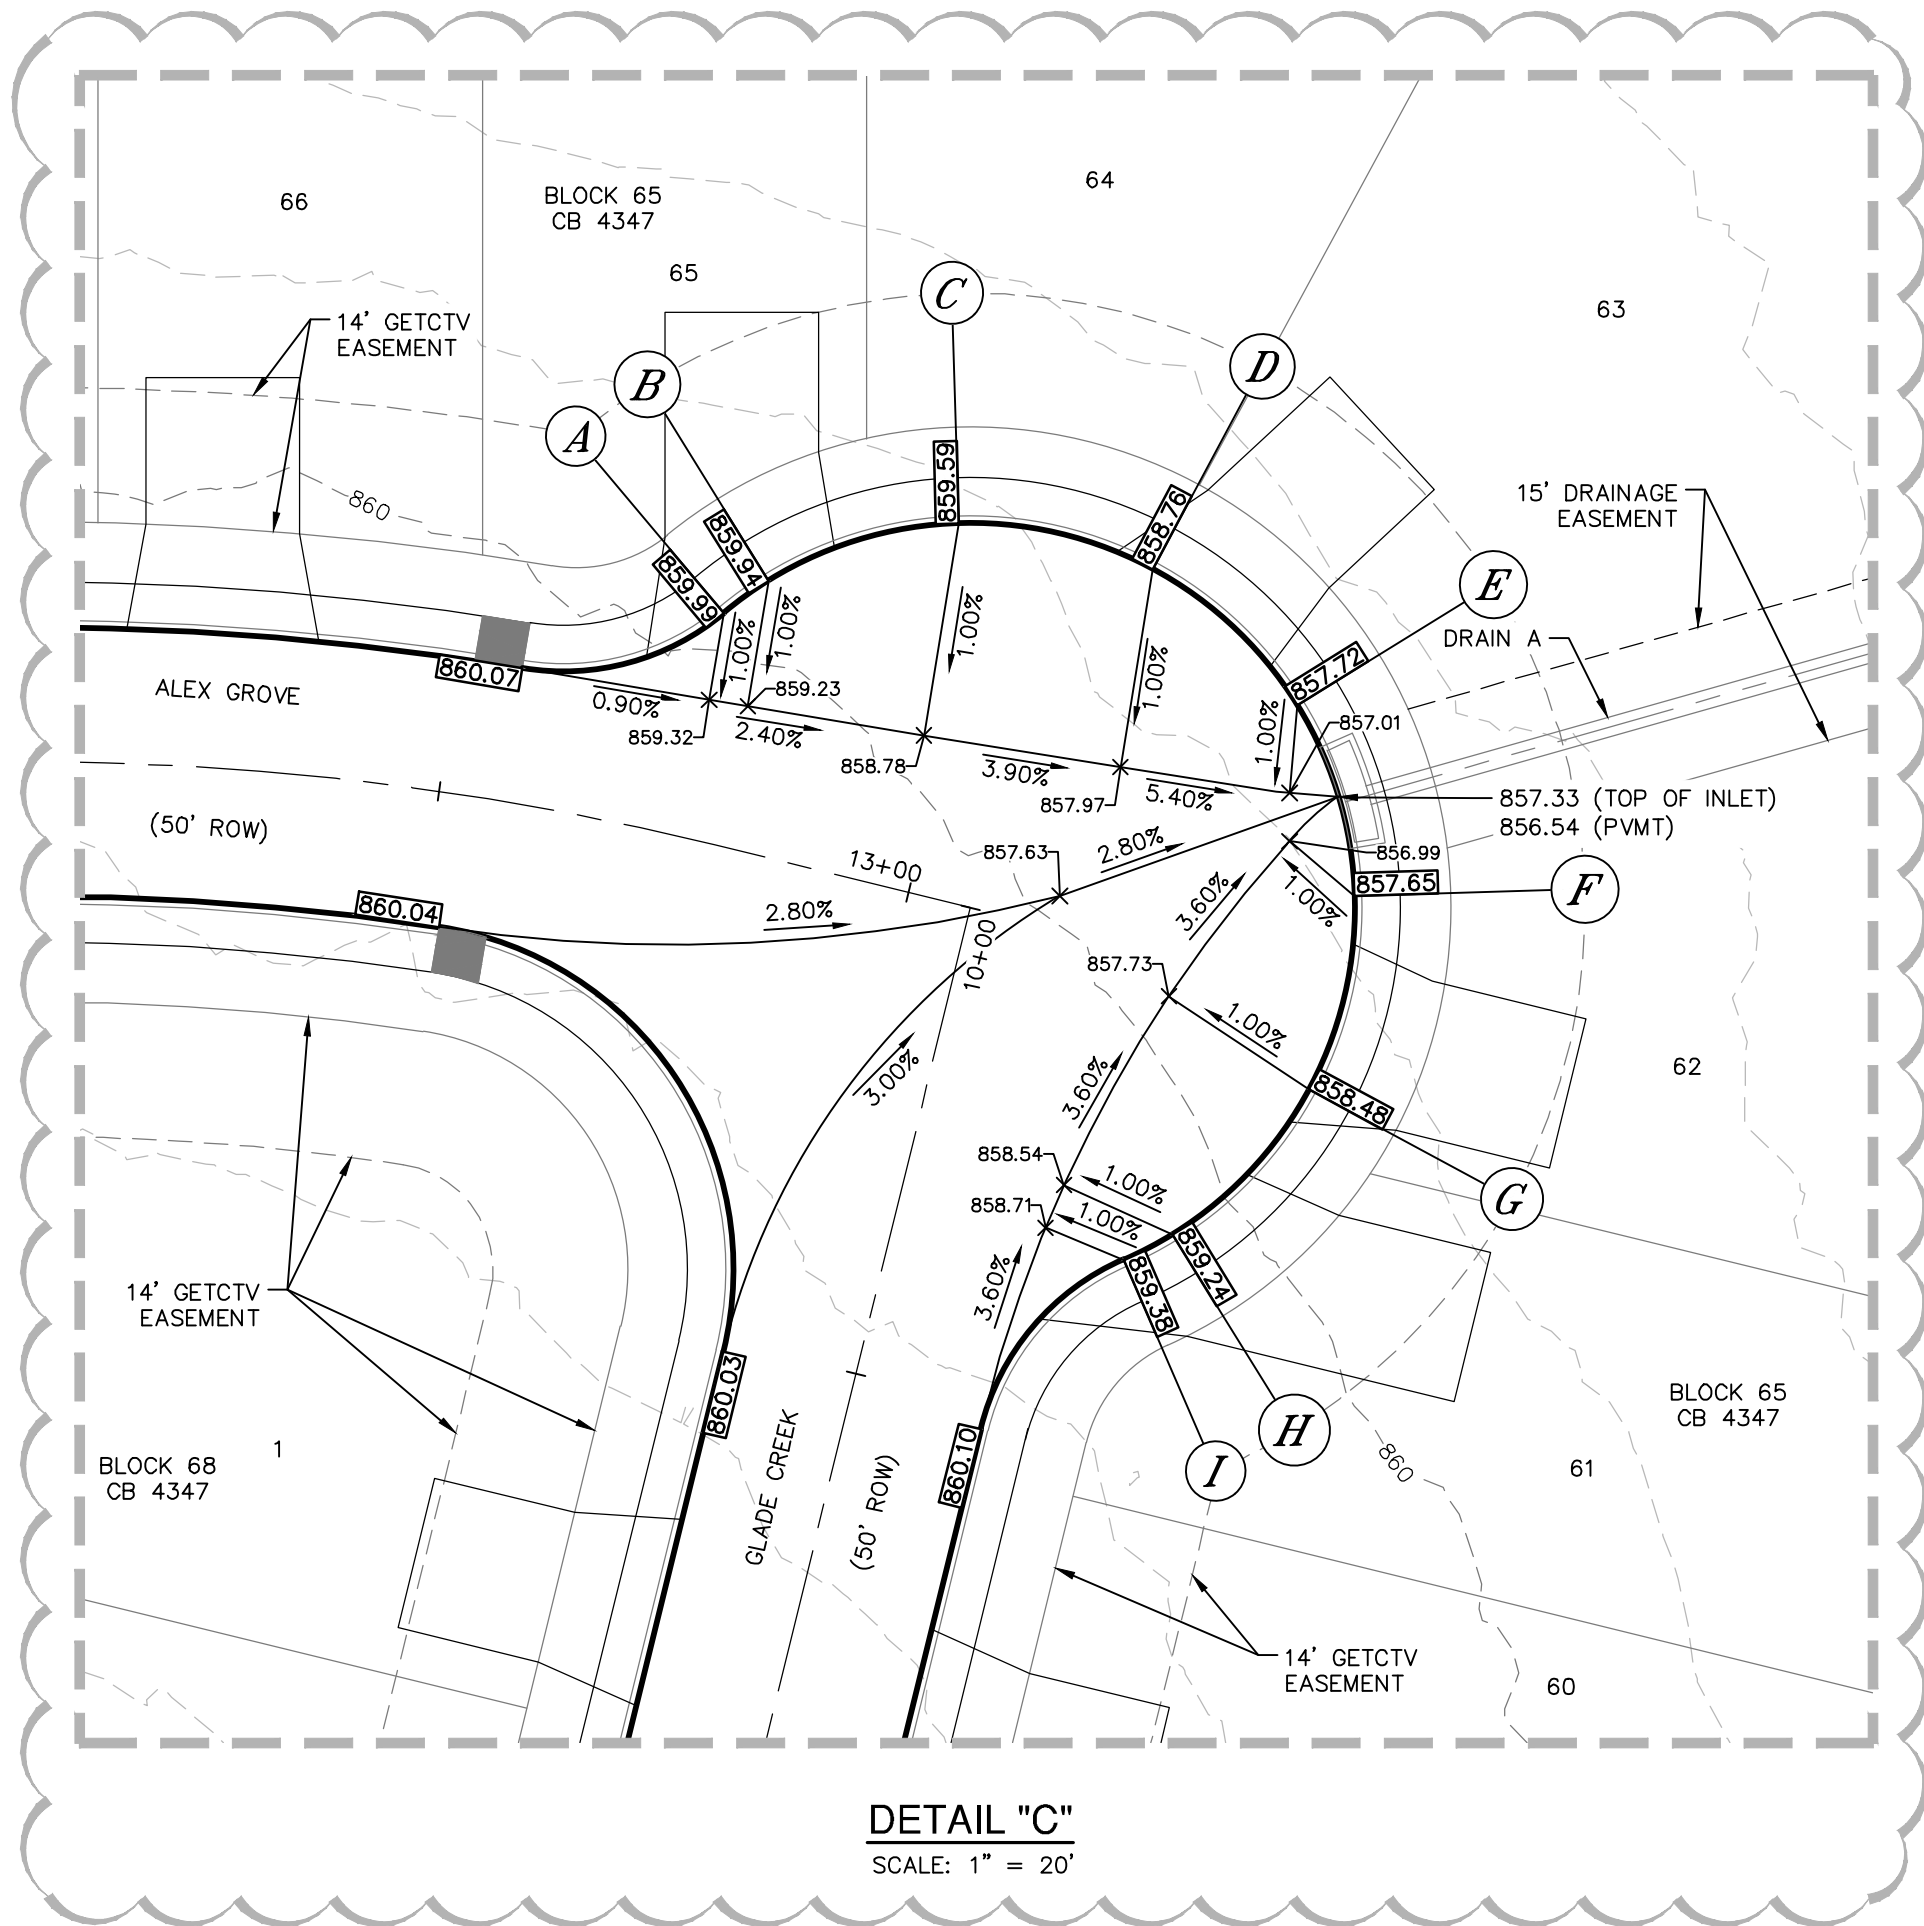 66
BLOCK 65
CB 4347
65
64
63
14' GETCTV
EASEMENT
A
B
C
D
E
F
G
H
I
860
859.99
859.94
859.59
858.76
857.72
15' DRAINAGE
EASEMENT
DRAIN A
860.07
ALEX GROVE
0.90%
1.00%
1.00%
1.00%
1.00%
1.00%
859.23
859.32
2.40%
858.78
3.90%
857.97
5.40%
857.01
857.33 (TOP OF INLET)
856.54 (PVMT)
856.99
857.65
1.00%
(50' ROW)
13+00
857.63
2.80%
860.04
2.80%
3.60%
10+00
857.73
1.00%
3.00%
3.60%
858.48
62
858.54
1.00%
858.71
1.00%
859.24
859.38
3.60%
14' GETCTV
EASEMENT
860.03
860.10
GLADE CREEK
(50' ROW)
1
BLOCK 68
CB 4347
860
BLOCK 65
CB 4347
61
14' GETCTV
EASEMENT
60
DETAIL "C"
SCALE: 1" = 20'